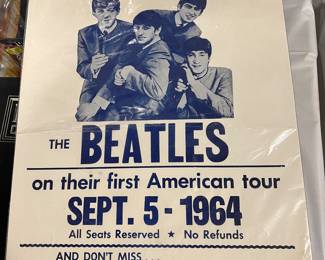 THE BEATLES
on their first American tour
SEPT. 5 - 1964
All Seats Reserved ★ No Refunds
AND DON'T MISS . . .